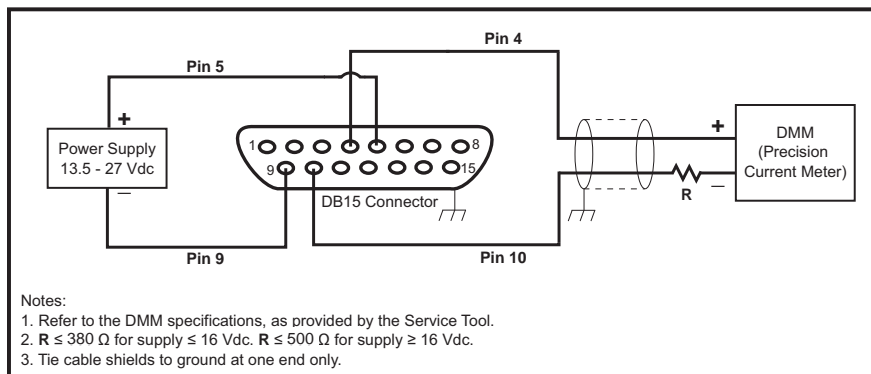 Pin 4
Pin 5
+
Power Supply
13.5 - 27 Vdc
–
1
8
9
15
DB15 Connector
+
DMM
(Precision
Current Meter)
–
R
Pin 9
Pin 10
Notes:
1. Refer to the DMM specifications, as provided by the Service Tool.
2. R ≤ 380 Ω for supply ≤ 16 Vdc. R ≤ 500 Ω for supply ≥ 16 Vdc.
3. Tie cable shields to ground at one end only.